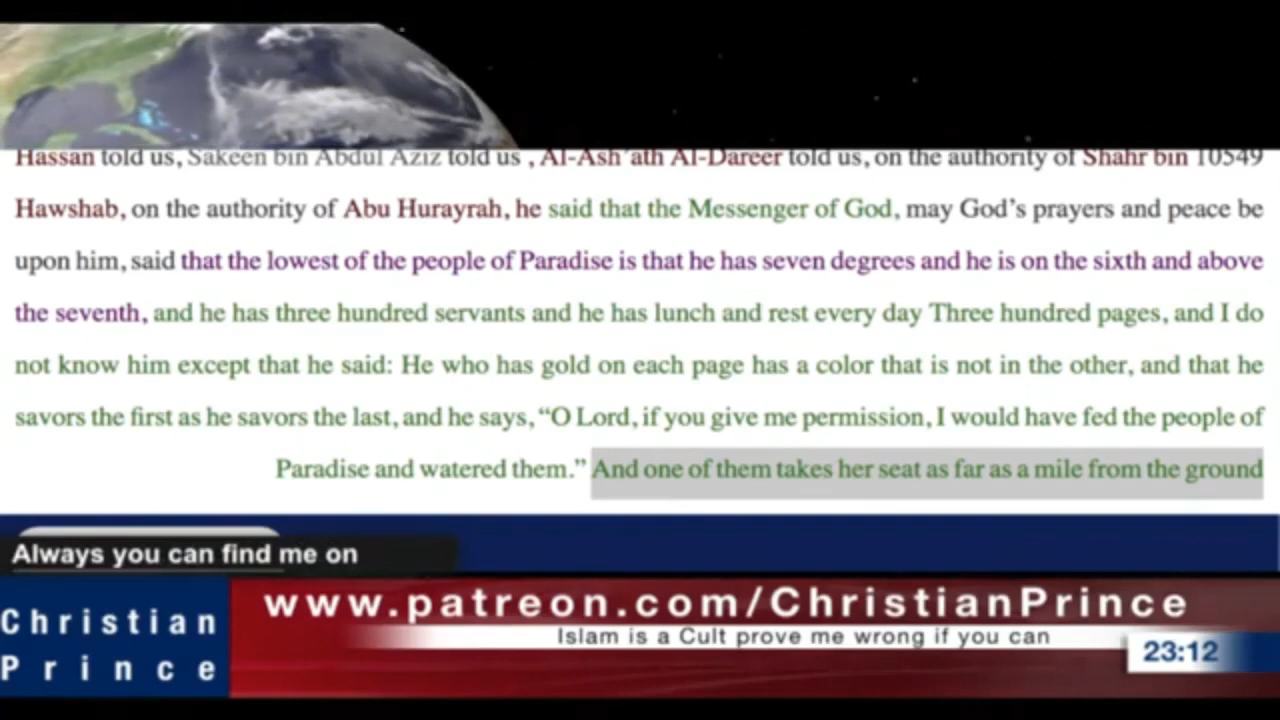 Hassan told us, Sakeen bin Abdul Aziz told us , Al-Ash'ath Al-Dareer told us, on the authority of Shahr bin 10549
Hawshab, on the authority of Abu Hurayrah, he said that the Messenger of God, may God's prayers and peace be
upon him, said that the lowest of the people of Paradise is that he has seven degrees and he is on the sixth and above
the seventh, and he has three hundred servants and he has lunch and rest every day Three hundred pages, and I do
not know him except that he said: He who has gold on each page has a color that is not in the other, and that he
savors the first as he savors the last, and he says, “O Lord, if you give me permission, I would have fed the people of
Paradise and watered them.” And one of them takes her seat as far as a mile from the ground
Always you can find me on
Christian
Prince
www.patreon.com/ChristianPrince
Islam is a Cult prove me wrong if you can
23:12